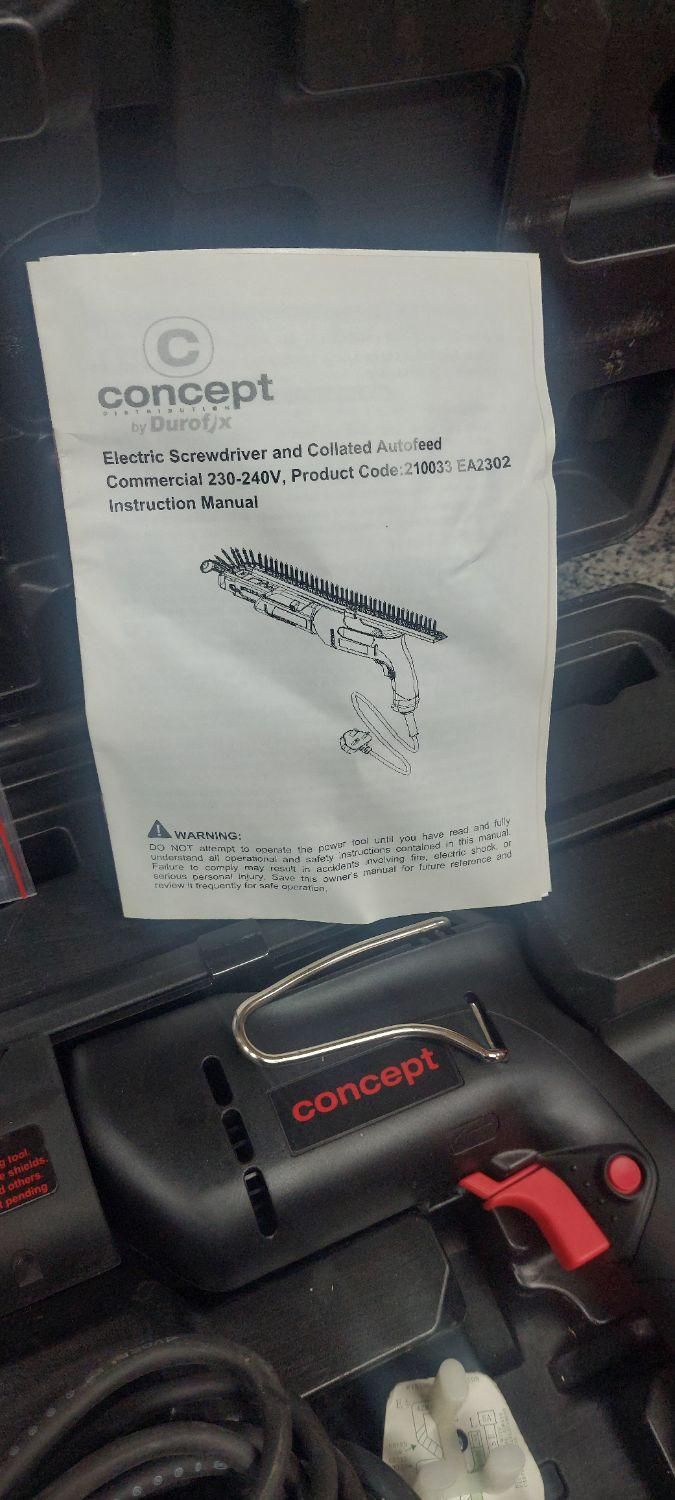 C
concept
DISTRIBUTION
by Durofix
Electric Screwdriver and Collated Autofeed
Commercial 230-240V, Product Code:210033 EA2302
Instruction Manual
WARNING:
DO NOT attempt to operate the power tool until you have read and fully
understand all operational and safety instructions contained in this manual.
Failure to comply may result in accidents involving fire, electric shock, or
serious personal injury. Save this owner's manual for future reference and
review it frequently for safe operation.
concept
g tool,
e shields.
d others.
t pending
E
L